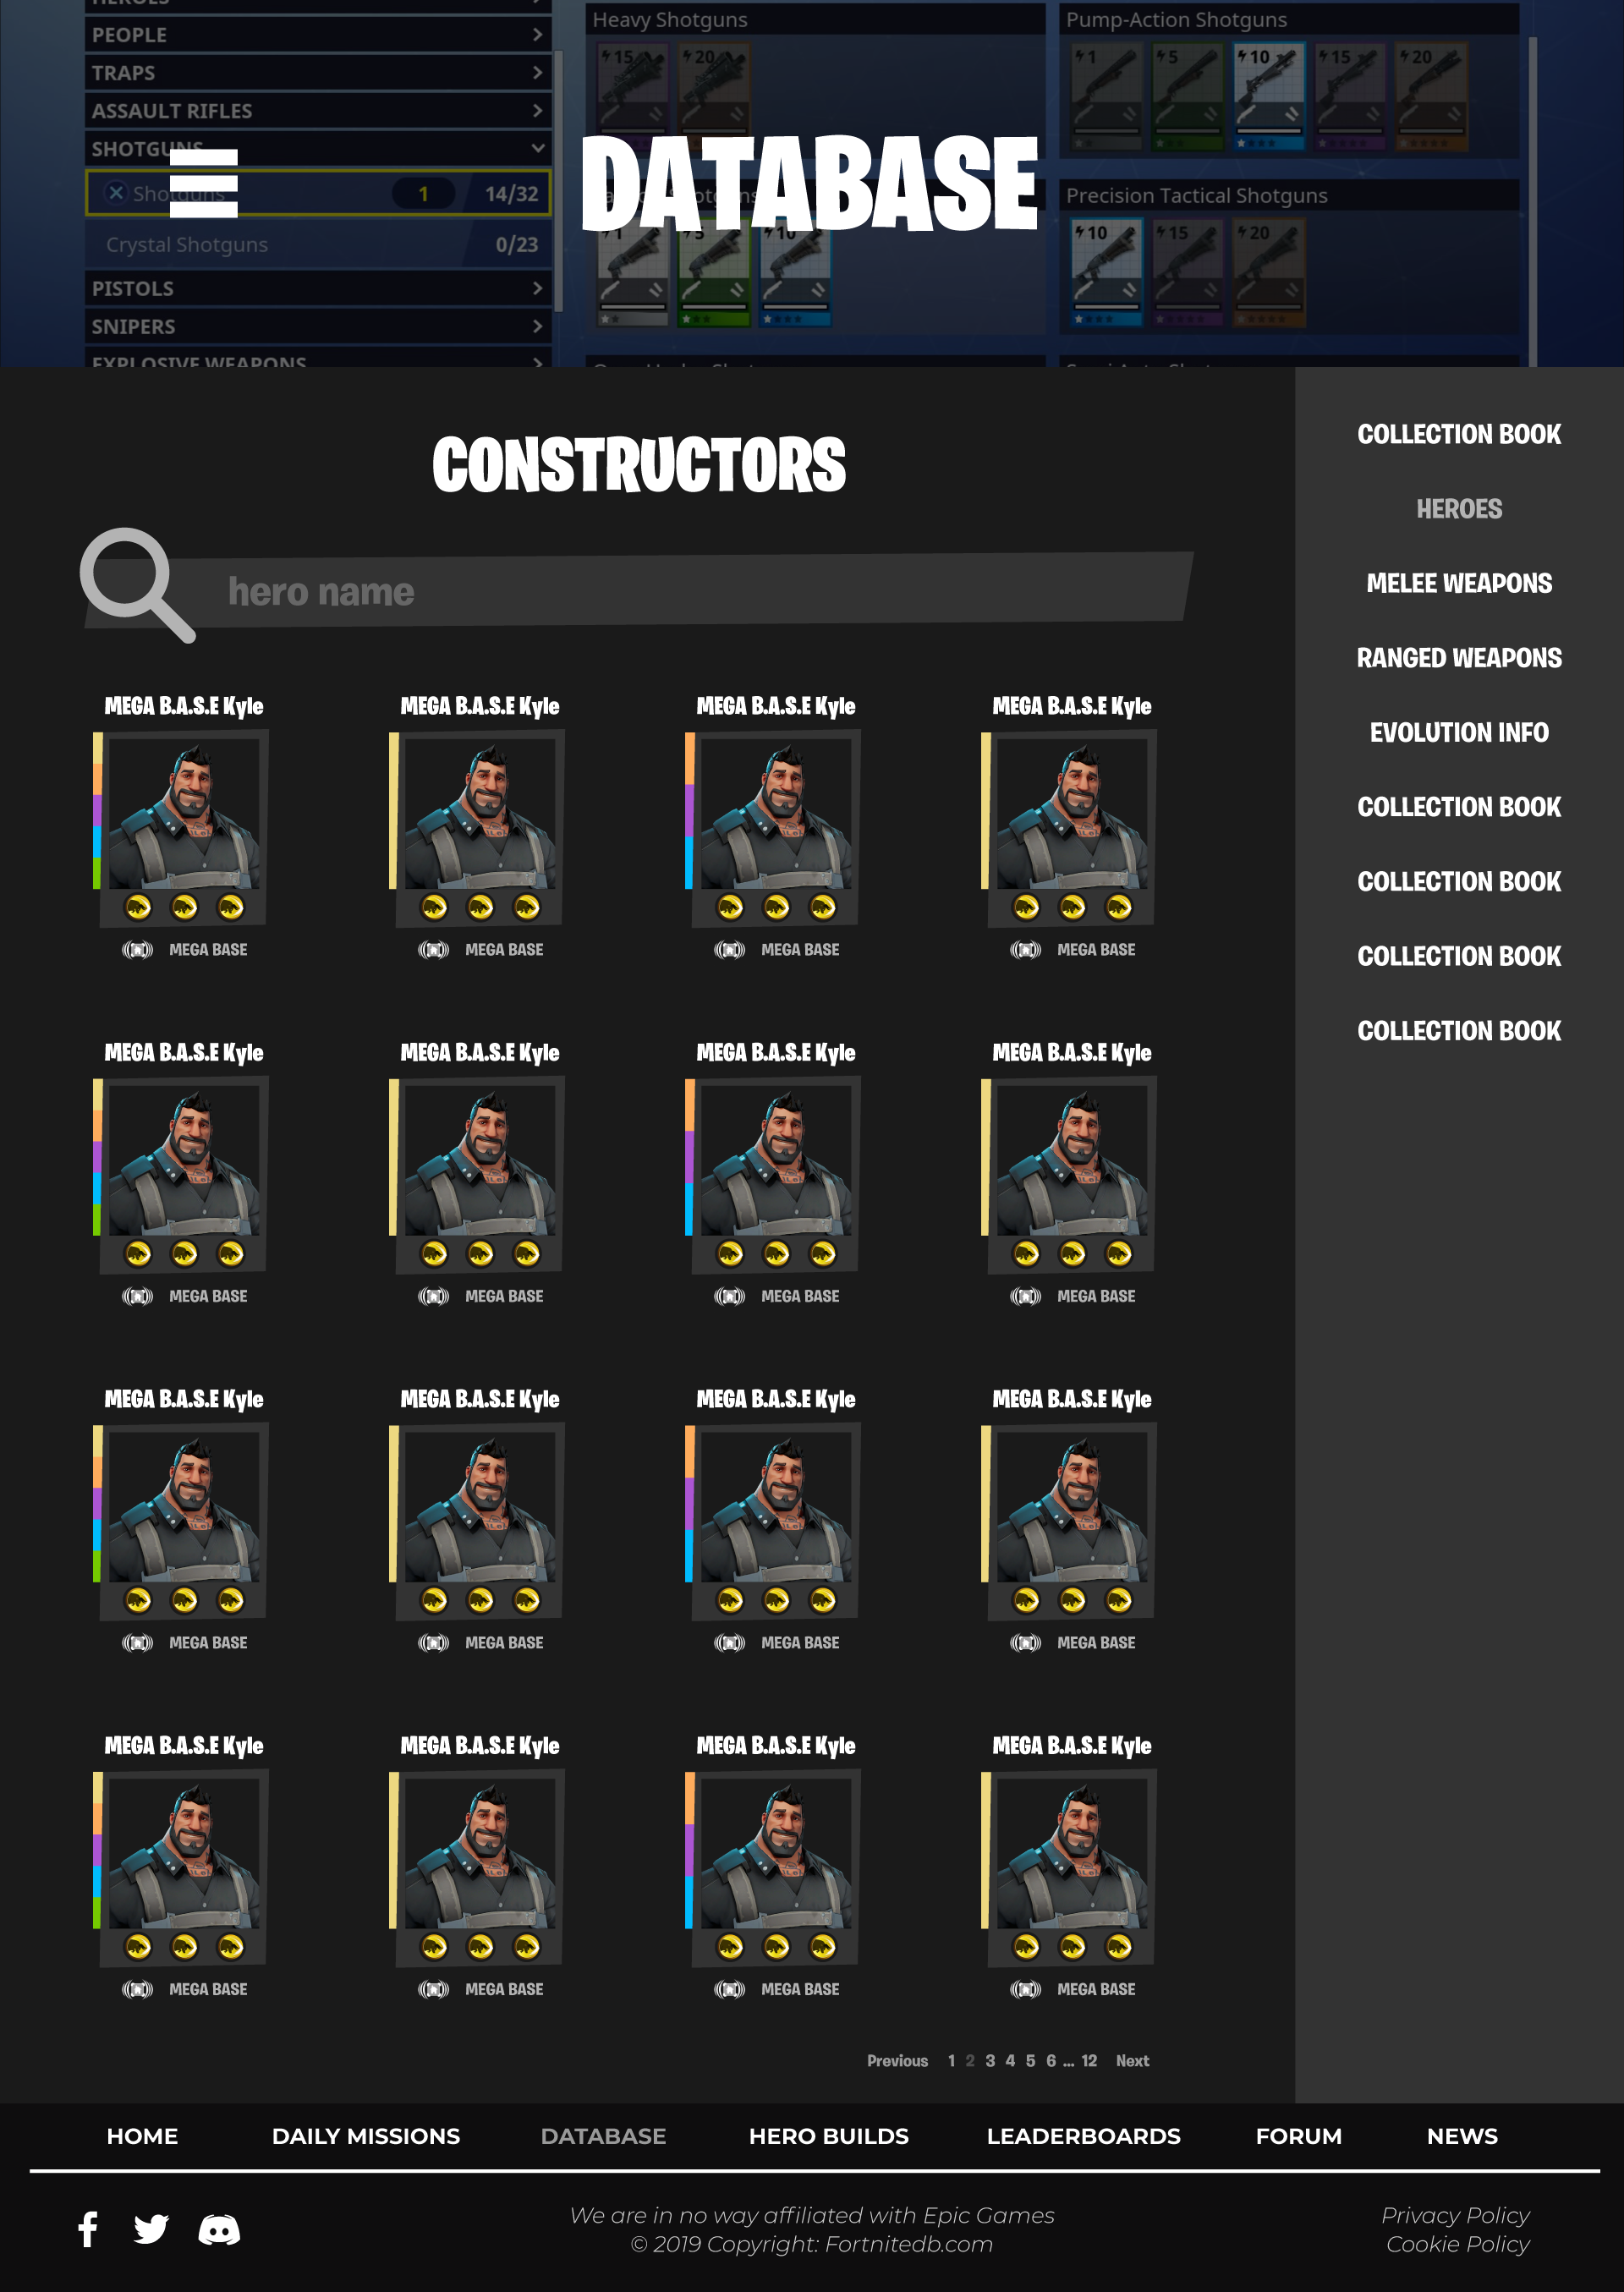 HEROES
PEOPLE
TRAPS
ASSAULT RIFLES
SHOTGUNS
Shotguns 1 14/32
Crystal Shotguns 0/23
PISTOLS
SNIPERS
EXPLOSIVE WEAPONS
Heavy Shotguns
15 20
Pump-Action Shotguns
1 5 10 15 20
DATABASE
Shotguns
1 5 10
Precision Tactical Shotguns
10 15 20
CONSTRUCTORS
hero name
MEGA B.A.S.E Kyle MEGA B.A.S.E Kyle MEGA B.A.S.E Kyle MEGA B.A.S.E Kyle
MEGA BASE MEGA BASE MEGA BASE MEGA BASE
MEGA B.A.S.E Kyle MEGA B.A.S.E Kyle MEGA B.A.S.E Kyle MEGA B.A.S.E Kyle
MEGA BASE MEGA BASE MEGA BASE MEGA BASE
MEGA B.A.S.E Kyle MEGA B.A.S.E Kyle MEGA B.A.S.E Kyle MEGA B.A.S.E Kyle
MEGA BASE MEGA BASE MEGA BASE MEGA BASE
MEGA B.A.S.E Kyle MEGA B.A.S.E Kyle MEGA B.A.S.E Kyle MEGA B.A.S.E Kyle
MEGA BASE MEGA BASE MEGA BASE MEGA BASE
Previous 1 2 3 4 5 6 ... 12 Next
COLLECTION BOOK
HEROES
MELEE WEAPONS
RANGED WEAPONS
EVOLUTION INFO
COLLECTION BOOK
COLLECTION BOOK
COLLECTION BOOK
COLLECTION BOOK
HOME DAILY MISSIONS DATABASE HERO BUILDS LEADERBOARDS FORUM NEWS
We are in no way affiliated with Epic Games
© 2019 Copyright: Fortnitedb.com
Privacy Policy
Cookie Policy